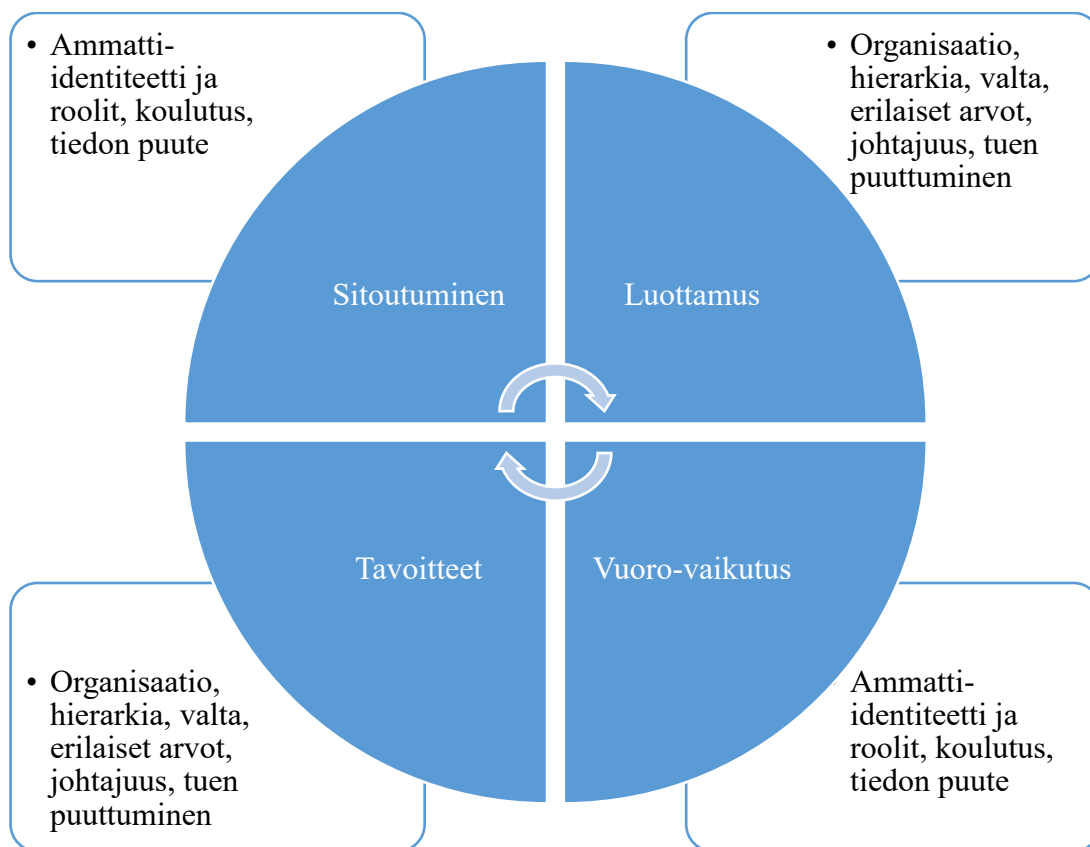 • Ammatti-
identiteetti ja
roolit, koulutus,
tiedon puute
• Organisaatio,
hierarkia, valta,
erilaiset arvot,
johtajuus, tuen
puuttuminen
Sitoutuminen
Luottamus
Tavoitteet
Vuoro-vaikutus
• Organisaatio,
hierarkia, valta,
erilaiset arvot,
johtajuus, tuen
puuttuminen
Ammatti-
identiteetti ja
roolit, koulutus,
tiedon puute